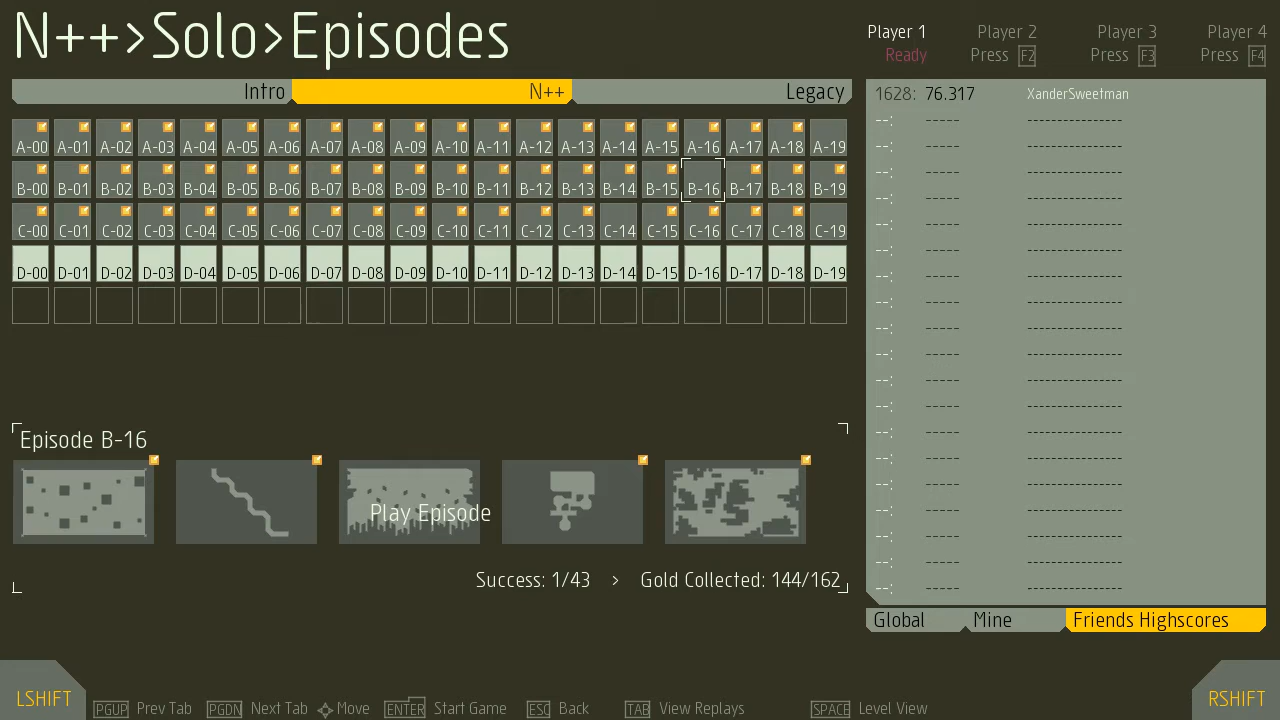 N++>Solo>Episodes
Player 1 Player 2 Player 3 Player 4
Ready Press F2 Press F3 Press F4
Intro N++ Legacy
1628: 76.317 XanderSweetman
A-00 A-01 A-02 A-03 A-04 A-05 A-06 A-07 A-08 A-09 A-10 A-11 A-12 A-13 A-14 A-15 A-16 A-17 A-18 A-19
B-00 B-01 B-02 B-03 B-04 B-05 B-06 B-07 B-08 B-09 B-10 B-11 B-12 B-13 B-14 B-15 B-16 B-17 B-18 B-19
C-00 C-01 C-02 C-03 C-04 C-05 C-06 C-07 C-08 C-09 C-10 C-11 C-12 C-13 C-14 C-15 C-16 C-17 C-18 C-19
D-00 D-01 D-02 D-03 D-04 D-05 D-06 D-07 D-08 D-09 D-10 D-11 D-12 D-13 D-14 D-15 D-16 D-17 D-18 D-19
Episode B-16
Play Episode
Success: 1/43 > Gold Collected: 144/162
Global Mine Friends Highscores
LSHIFT PGUP Prev Tab PGDN Next Tab Move ENTER Start Game ESC Back TAB View Replays SPACE Level View RSHIFT